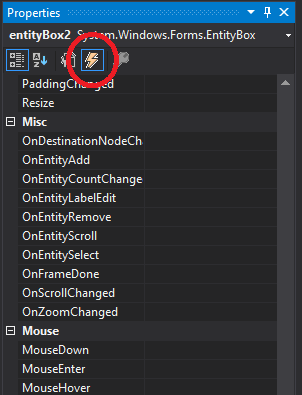 Properties
entityBox2 System.Windows.Forms.EntityBox
PaddingChanged
Resize
Misc
OnDestinationNodeCha
OnEntityAdd
OnEntityCountChange
OnEntityLabelEdit
OnEntityRemove
OnEntityScroll
OnEntitySelect
OnFrameDone
OnScrollChanged
OnZoomChanged
Mouse
MouseDown
MouseEnter
MouseHover